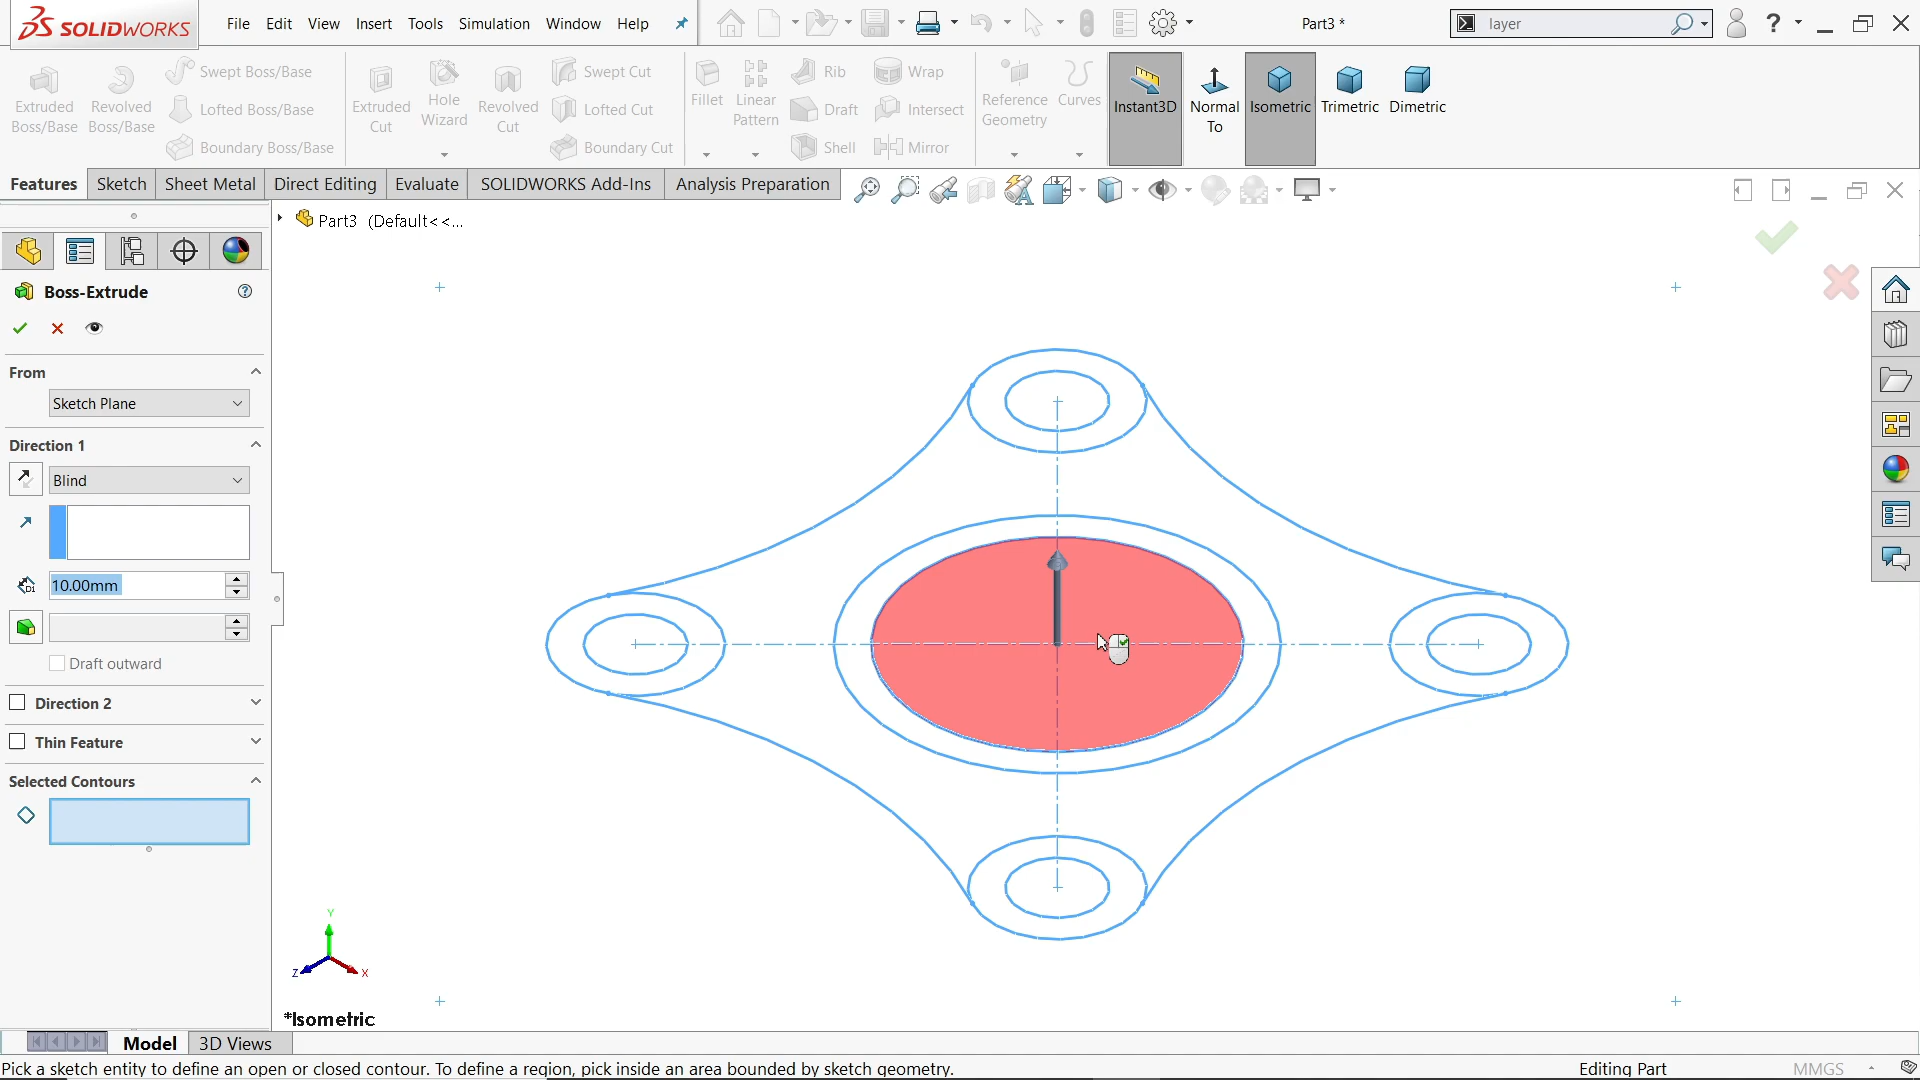 SOLIDWORKS File Edit View Insert Tools Simulation Window Help Part3 * layer ?
Extruded Boss/Base
Revolved Boss/Base
Swept Boss/Base
Lofted Boss/Base
Boundary Boss/Base
Extruded Cut
Hole Wizard
Revolved Cut
Swept Cut
Lofted Cut
Boundary Cut
Fillet
Linear Pattern
Rib
Draft
Shell
Wrap
Intersect
Mirror
Reference Geometry
Curves
Instant3D
Normal To
Isometric
Trimetric
Dimetric
Features Sketch Sheet Metal Direct Editing Evaluate SOLIDWORKS Add-Ins Analysis Preparation
Part3 (Default<<...
Boss-Extrude
From
Sketch Plane
Direction 1
Blind
D1
10.00mm
Draft outward
Direction 2
Thin Feature
Selected Contours
Y
Z X
*Isometric
Model 3D Views
Pick a sketch entity to define an open or closed contour. To define a region, pick inside an area bounded by sketch geometry. Editing Part MMGS